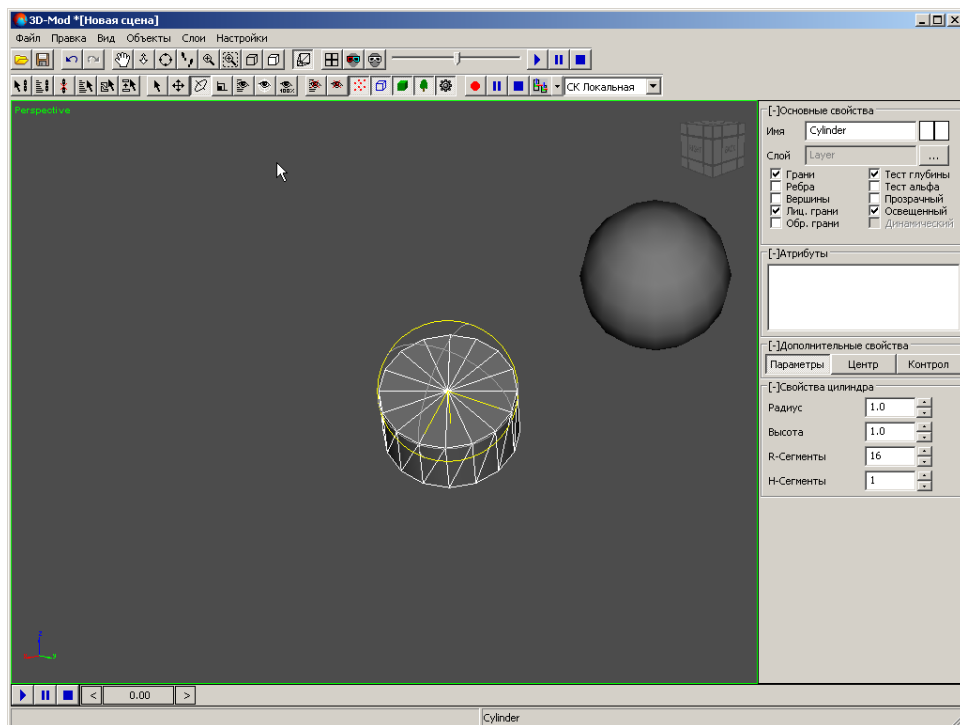 3D-Mod *[Новая сцена]
Файл Правка Вид Объекты Слои Настройки
СК Локальная
Perspective
[-]Основные свойства
Имя Cylinder
Слой Layer ...
Грани Тест глубины
Ребра Тест альфа
Вершины Прозрачный
Лиц. грани Освещенный
Обр. грани Динамический
[-]Атрибуты
[-]Дополнительные свойства
Параметры Центр Контрол
[-]Свойства цилиндра
Радиус 1.0
Высота 1.0
R-Сегменты 16
H-Сегменты 1
z
y
< 0.00 >
Cylinder